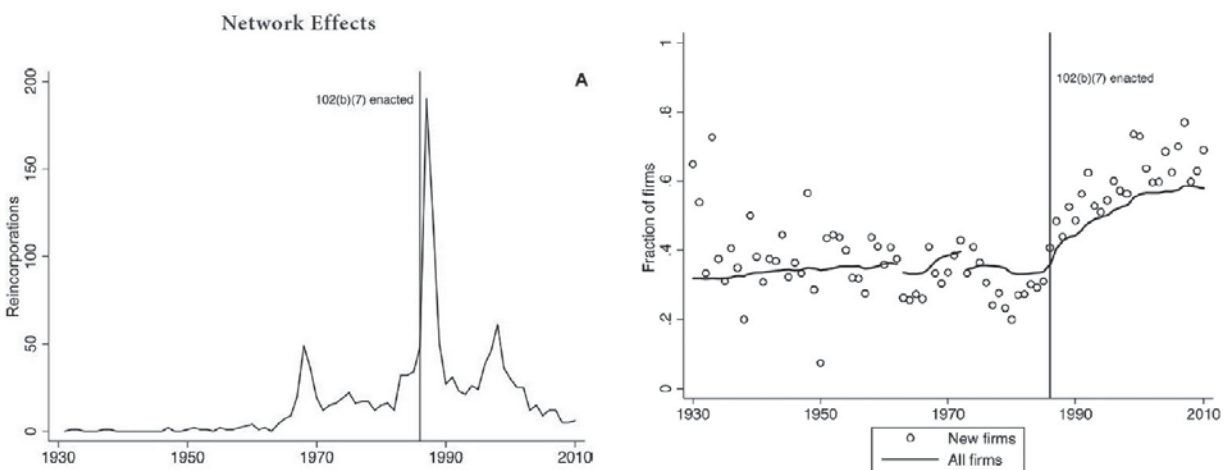 Network Effects
A
102(b)(7) enacted
Reincorporations
200
150
100
50
0
1930
1950
1970
1990
2010
102(b)(7) enacted
Fraction of firms
1
.8
.6
.4
.2
0
1930
1950
1970
1990
2010
New firms
All firms